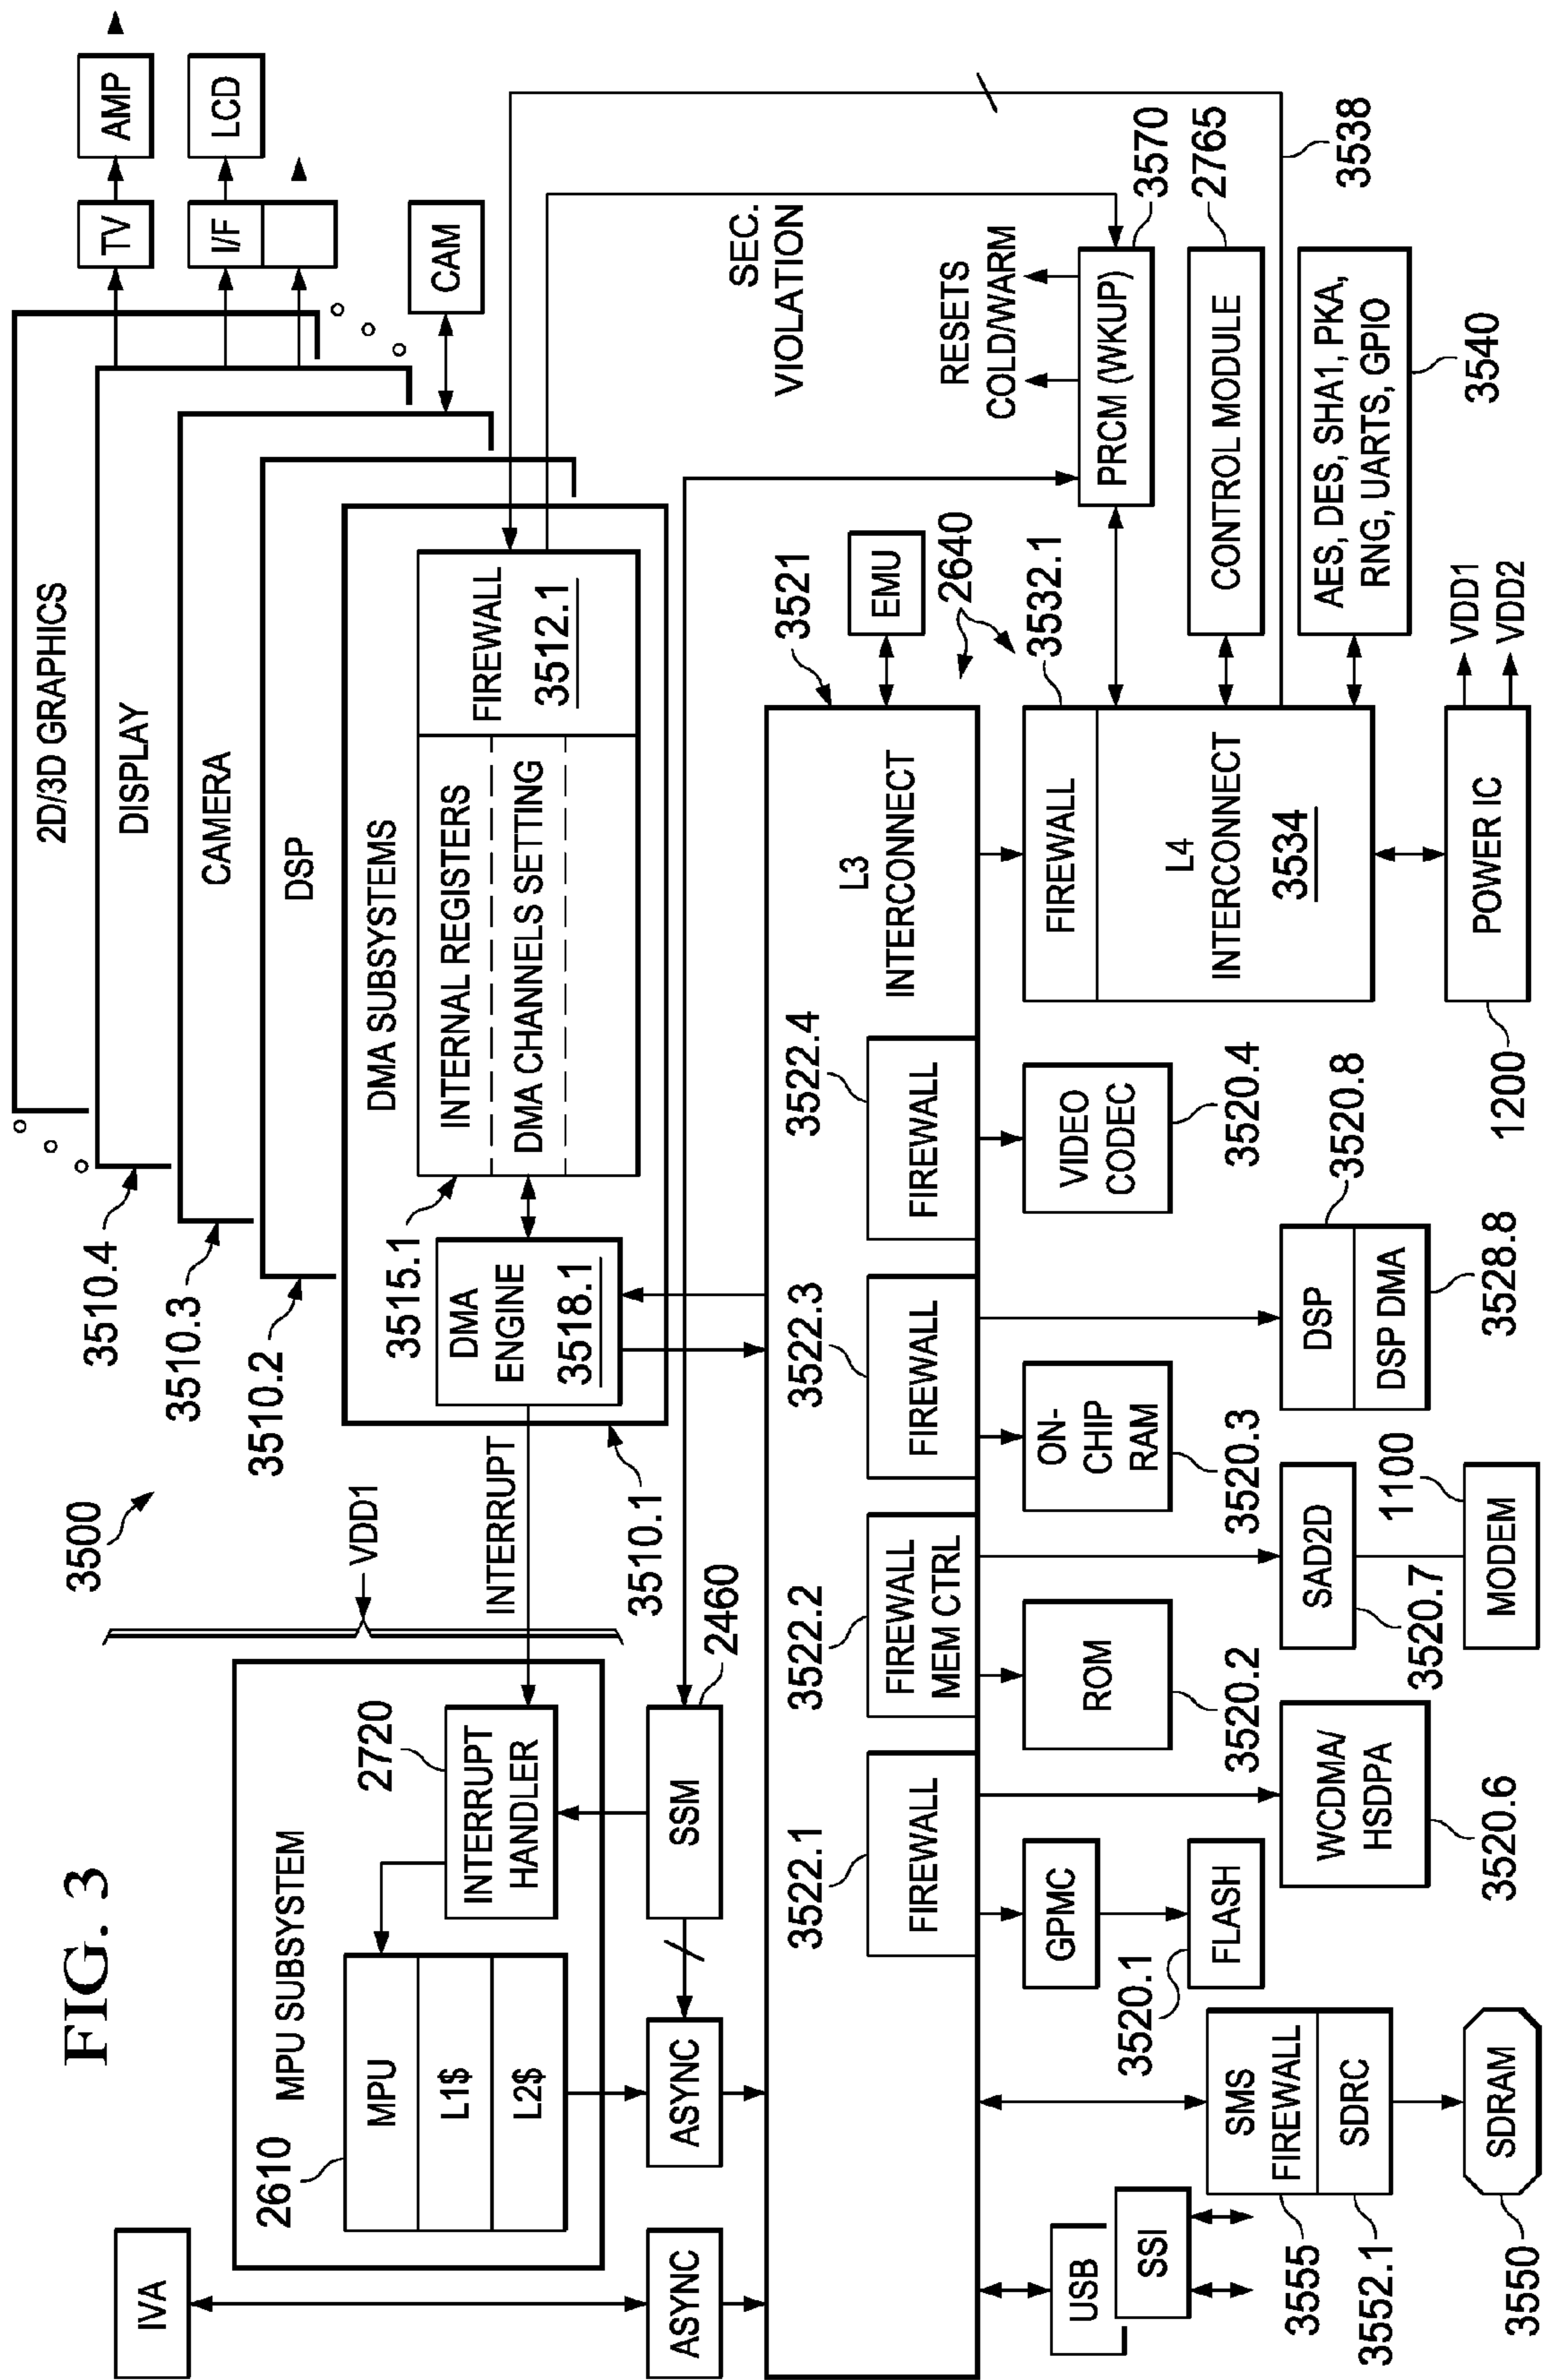 FIG. 3
3500
IVA
MPU SUBSYSTEM
2610
MPU
L1$
L2$
2720
INTERRUPT
HANDLER
VDD1
INTERRUPT
ASYNC
ASYNC
SSM
2460
3510.4
3510.3
3510.2
3510.1
2D/3D GRAPHICS
DISPLAY
CAMERA
DSP
DMA SUBSYSTEMS
INTERNAL REGISTERS
DMA CHANNELS SETTING
FIREWALL
3512.1
3515.1
DMA
ENGINE
3518.1
TV
AMP
I/F
LCD
CAM
SEC.
VIOLATION
RESETS
COLD/WARM
L3
INTERCONNECT
3521
EMU
2640
3522.1
FIREWALL
3522.2
FIREWALL
MEM CTRL
3522.3
FIREWALL
3522.4
FIREWALL
3532.1
FIREWALL
L4
INTERCONNECT
3534
PRCM (WKUP)
3570
CONTROL MODULE
2765
AES, DES, SHA1, PKA,
RNG, UARTS, GPIO
3540
3538
USB
SSI
SMS
FIREWALL
SDRC
3555
3552.1
SDRAM
3550
GPMC
FLASH
3520.1
WCDMA/
HSDPA
3520.6
ROM
3520.2
SAD2D
3520.7
MODEM
1100
ON-
CHIP
RAM
3520.3
DSP
DSP DMA
3520.8
3528.8
VIDEO
CODEC
3520.4
POWER IC
1200
VDD1
VDD2